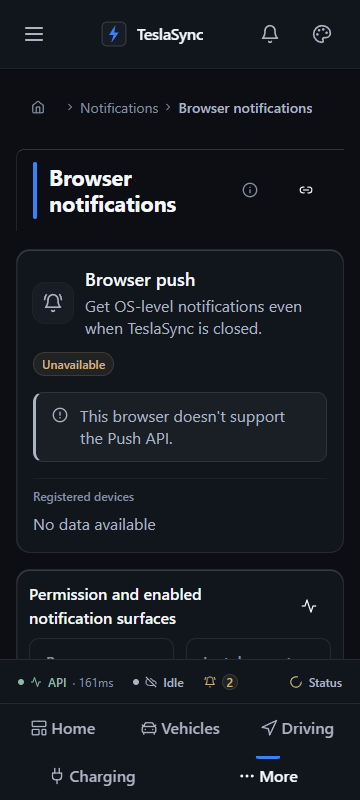 TeslaSync
Notifications
Browser notifications
Browser
notifications
Browser push
Get OS-level notifications even
when TeslaSync is closed.
Unavailable
This browser doesn't support
the Push API.
Registered devices
No data available
Permission and enabled
notification surfaces
API · 161ms
Idle
2
Status
Home
Vehicles
Driving
Charging
More